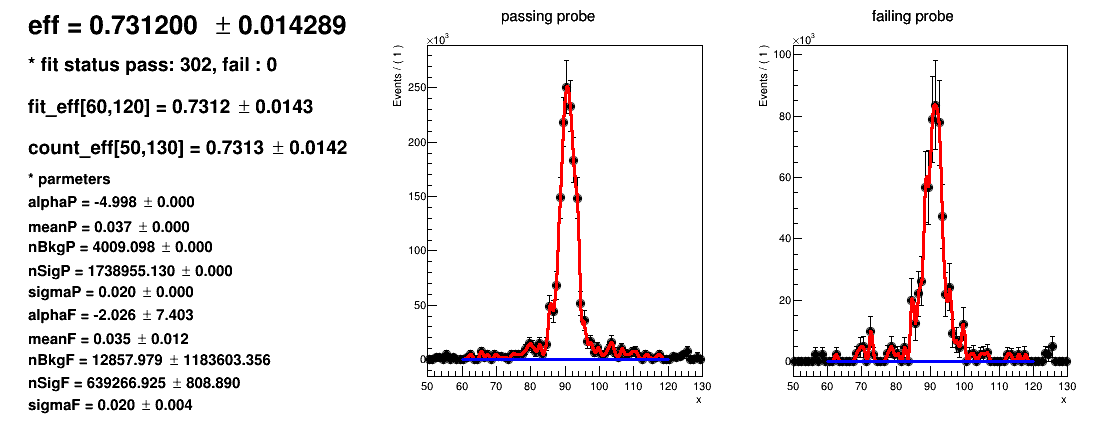 eff = 0.731200 ± 0.014289
* fit status pass: 302, fail : 0
fit_eff[60,120] = 0.7312 ± 0.0143
count_eff[50,130] = 0.7313 ± 0.0142
* parmeters
alphaP = -4.998 ± 0.000
meanP = 0.037 ± 0.000
nBkgP = 4009.098 ± 0.000
nSigP = 1738955.130 ± 0.000
sigmaP = 0.020 ± 0.000
alphaF = -2.026 ± 7.403
meanF = 0.035 ± 0.012
nBkgF = 12857.979 ± 1183603.356
nSigF = 639266.925 ± 808.890
sigmaF = 0.020 ± 0.004
passing probe
×10³
Events / ( 1 )
250
200
150
100
50
0
50 60 70 80 90 100 110 120 130
x
failing probe
×10³
Events / ( 1 )
100
80
60
40
20
0
50 60 70 80 90 100 110 120 130
x